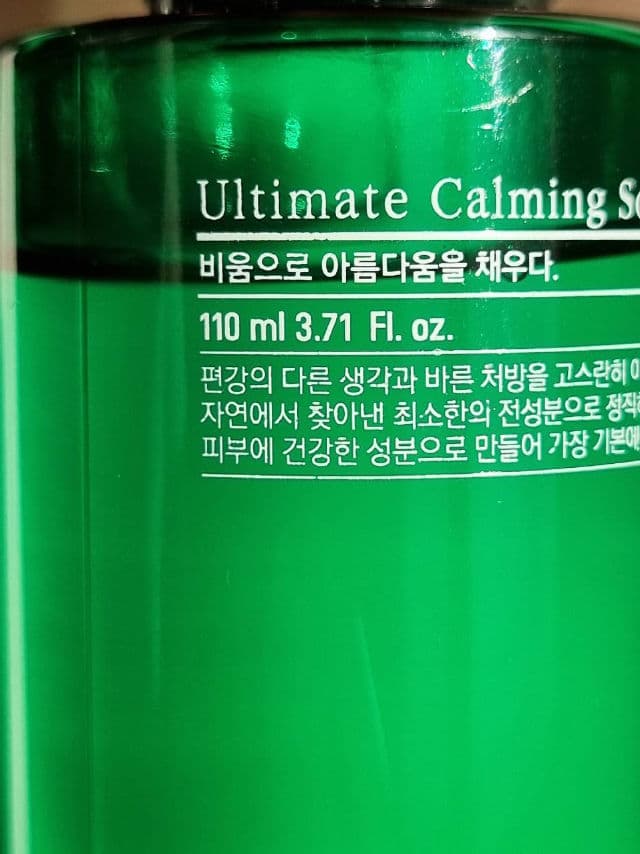 Ultimate Calming
비움으로 아름다움을 채우다.
110 ml 3.71 Fl. oz.
편강의 다른 생각과 바른 처방을 고스란히
자연에서 찾아낸 최소한의 전성분으로
피부에 건강한 성분으로 만들어 가장